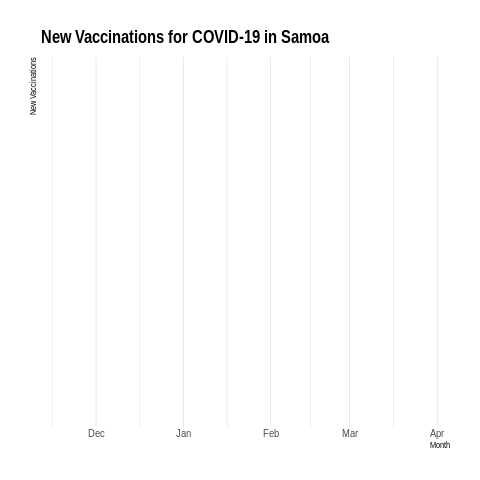 New Vaccinations for COVID-19 in Samoa
New Vaccinations
Dec Jan Feb Mar Apr
Month